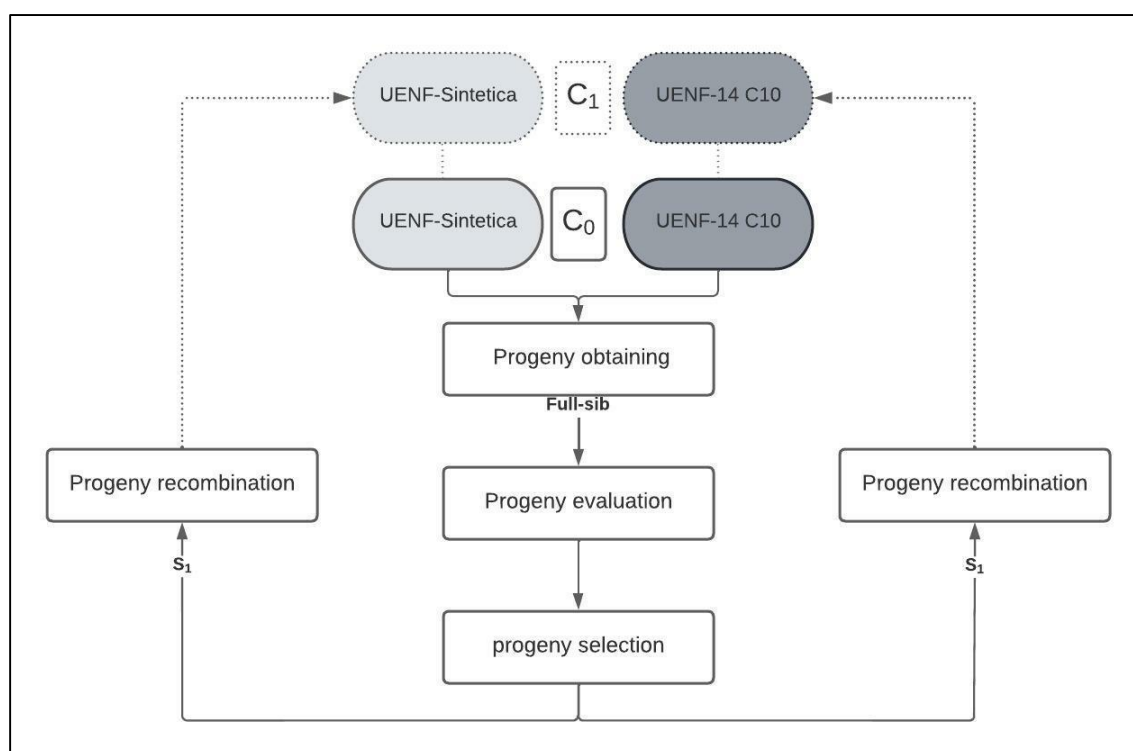 UENF-Sintetica
C₁
UENF-14 C10
UENF-Sintetica
C₀
UENF-14 C10
Progeny obtaining
Full-sib
Progeny recombination
Progeny evaluation
Progeny recombination
S₁
S₁
progeny selection